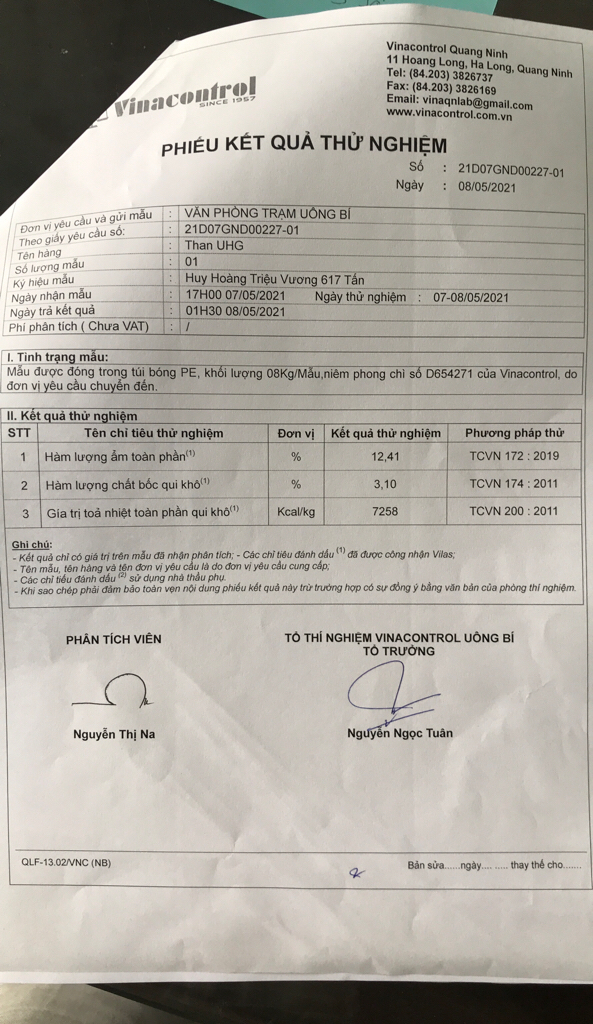 Vinacontrol
SINCE 1957
Vinacontrol Quang Ninh
11 Hoang Long, Ha Long, Quang Ninh
Tel: (84.203) 3826737
Fax: (84.203) 3826169
Email: vinaqnlab@gmail.com
www.vinacontrol.com.vn
PHIẾU KẾT QUẢ THỬ NGHIỆM
Số : 21D07GND00227-01
Ngày : 08/05/2021
Đơn vị yêu cầu và gửi mẫu : VĂN PHÒNG TRẠM UÔNG BÍ
Theo giấy yêu cầu số: : 21D07GND00227-01
Tên hàng : Than UHG
Số lượng mẫu : 01
Ký hiệu mẫu : Huy Hoàng Triệu Vương 617 Tấn
Ngày nhận mẫu : 17H00 07/05/2021 Ngày thử nghiệm : 07-08/05/2021
Ngày trả kết quả : 01H30 08/05/2021
Phí phân tích ( Chưa VAT) : /
I. Tình trạng mẫu:
Mẫu được đóng trong túi bóng PE, khối lượng 08Kg/Mẫu,niêm phong chì số D654271 của Vinacontrol, do
đơn vị yêu cầu chuyển đến.
II. Kết quả thử nghiệm
STT Tên chỉ tiêu thử nghiệm Đơn vị Kết quả thử nghiệm Phương pháp thử
1 Hàm lượng ẩm toàn phần(1) % 12,41 TCVN 172 : 2019
2 Hàm lượng chất bốc qui khô(1) % 3,10 TCVN 174 : 2011
3 Gía trị toả nhiệt toàn phần qui khô(1) Kcal/kg 7258 TCVN 200 : 2011
Ghi chú:
- Kết quả chỉ có giá trị trên mẫu đã nhận phân tích; - Các chỉ tiêu đánh dấu (1) đã được công nhận Vilas;
- Tên mẫu, tên hàng và tên đơn vị yêu cầu là do đơn vị yêu cầu cung cấp;
- Các chỉ tiêu đánh dấu (2) sử dụng nhà thầu phụ.
- Khi sao chép phải đảm bảo toàn vẹn nội dung phiếu kết quả này trừ trường hợp có sự đồng ý bằng văn bản của phòng thí nghiệm.
PHÂN TÍCH VIÊN
TỔ THÍ NGHIỆM VINACONTROL UÔNG BÍ
TỔ TRƯỞNG
Nguyễn Thị Na
Nguyễn Ngọc Tuân
QLF-13.02/VNC (NB)
Bản sửa......ngày.... ..... thay thế cho.......